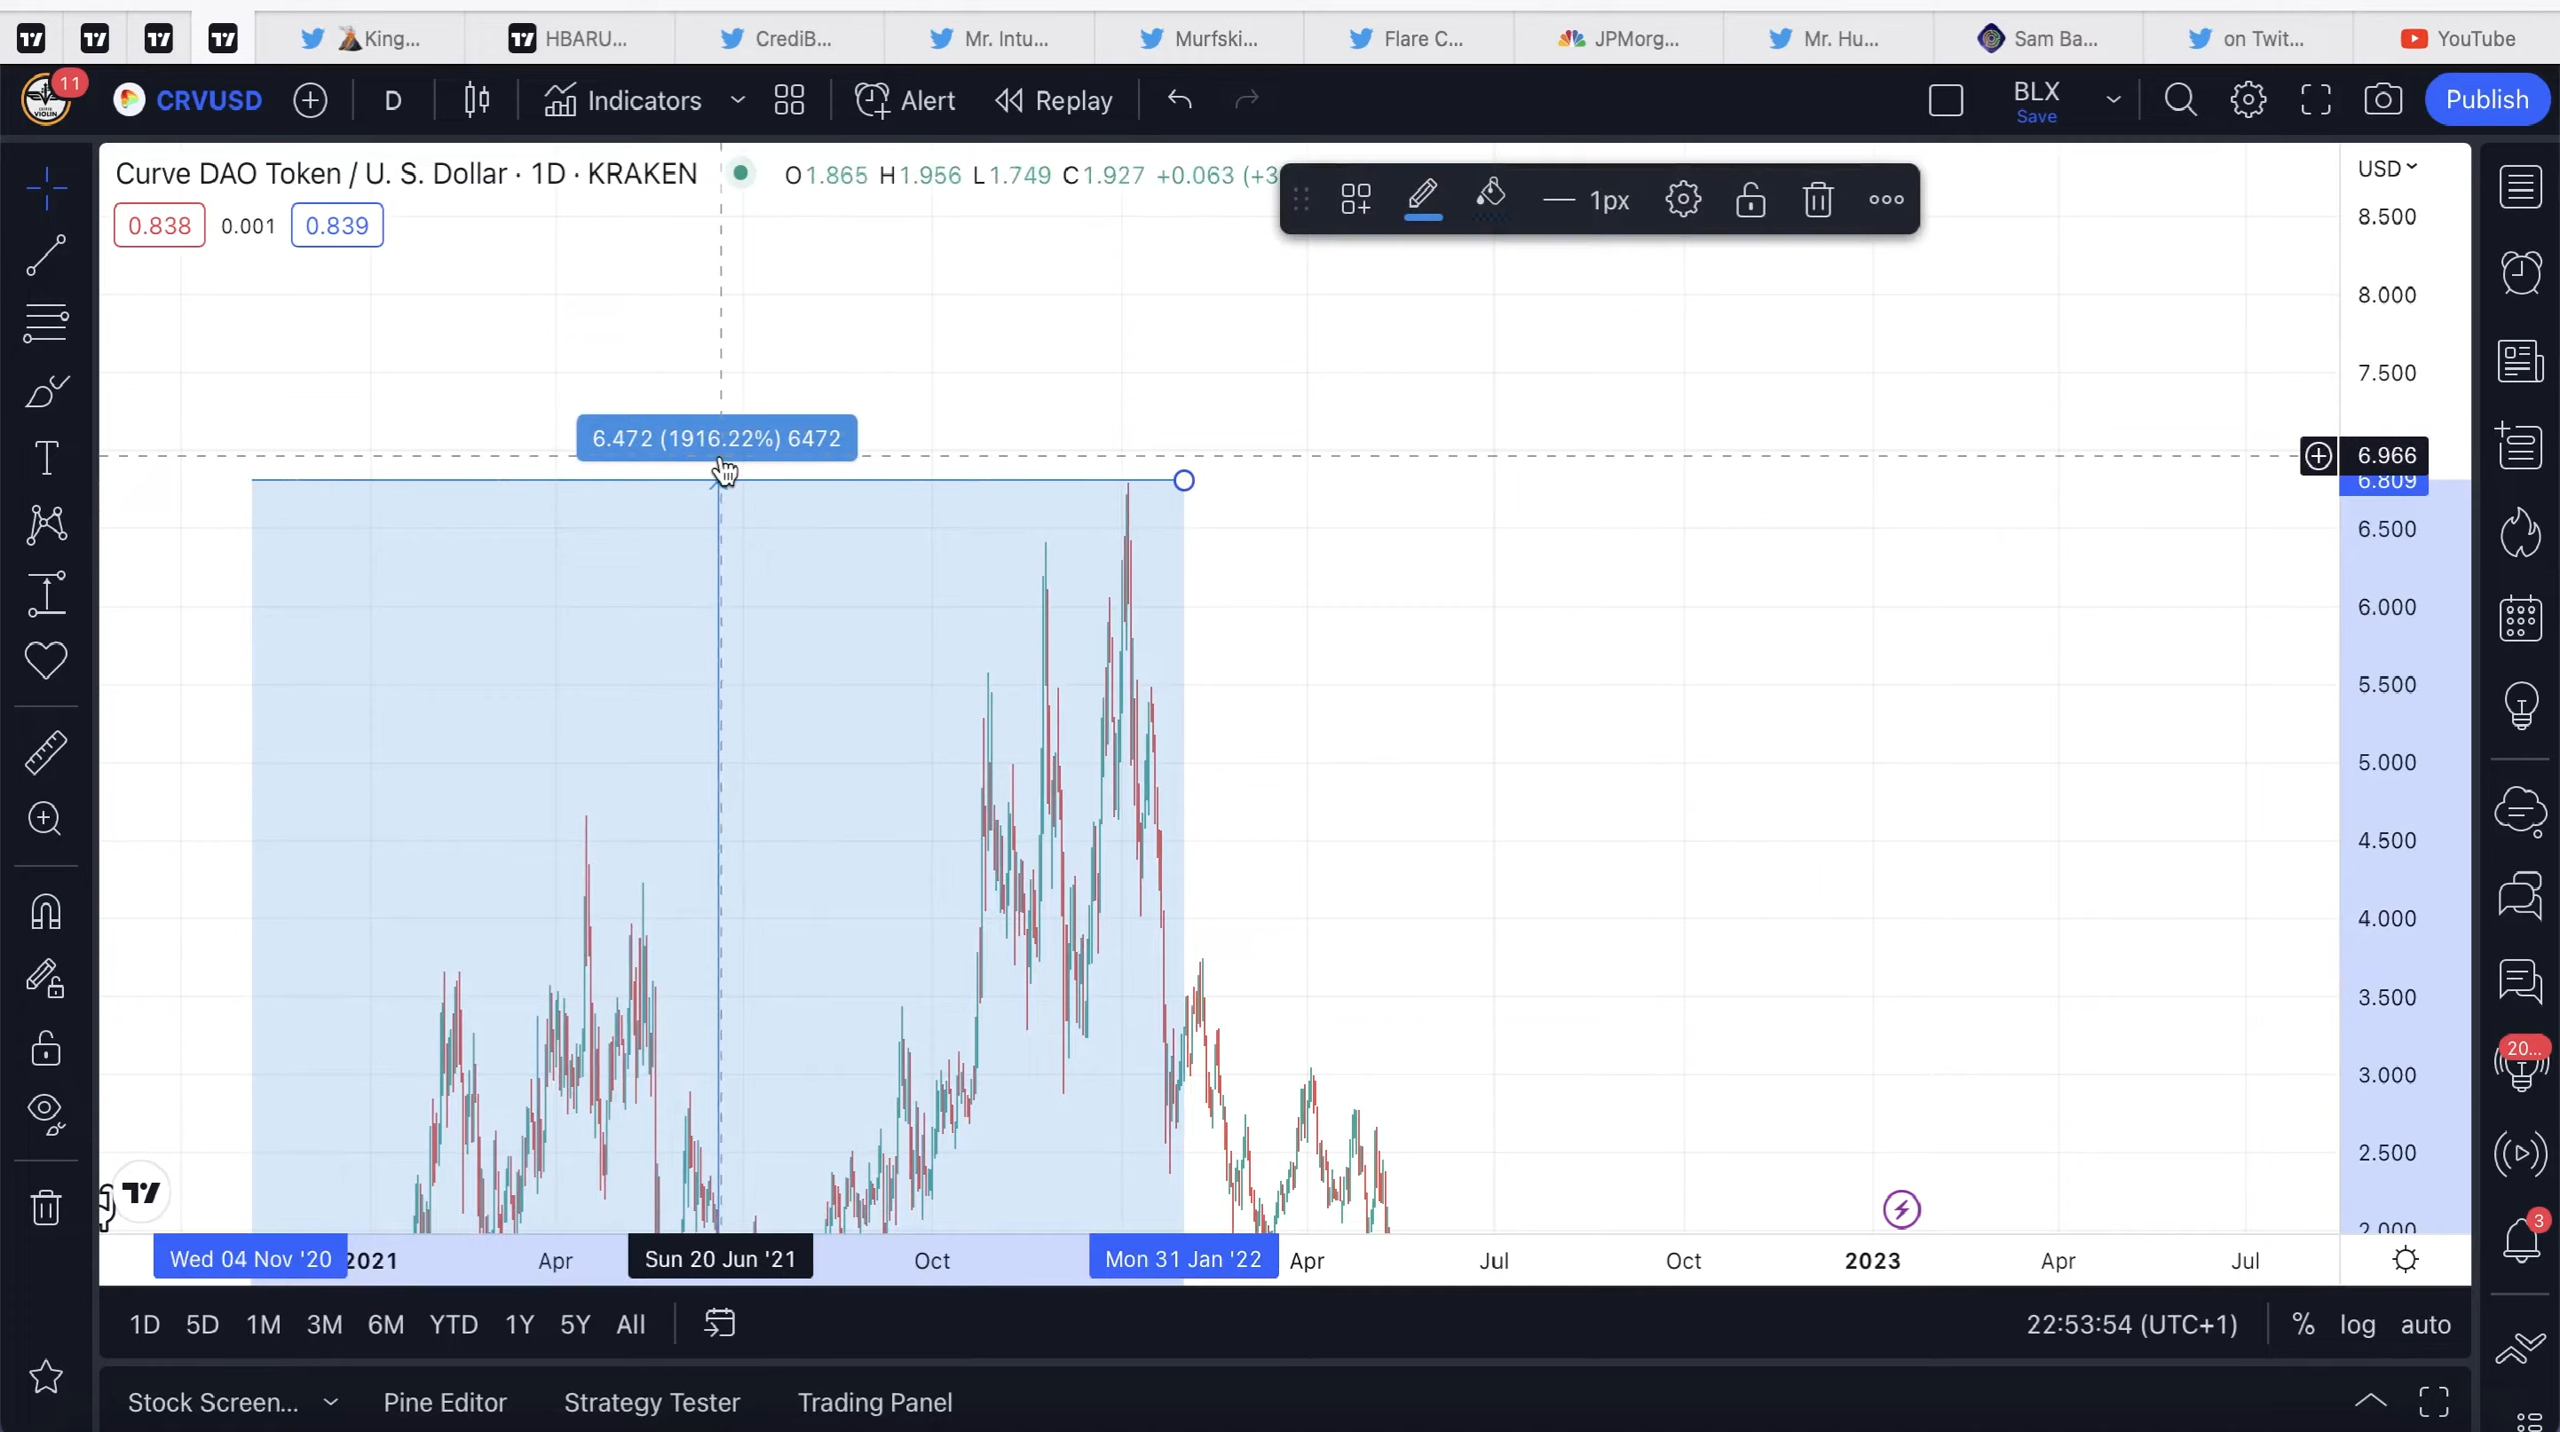 King...
HBARU...
CrediB...
Mr. Intu...
Murfski...
Flare C...
JPMorg...
Mr. Hu...
Sam Ba...
on Twit...
YouTube
11
CRVUSD
D
Indicators
Alert
Replay
BLX
Save
Publish
Curve DAO Token / U. S. Dollar · 1D · KRAKEN
O1.865 H1.956 L1.749 C1.927 +0.063 (+3
1px
USD
0.838
0.001
0.839
8.500
8.000
7.500
6.472 (1916.22%) 6472
6.966
6.809
6.500
6.000
5.500
5.000
4.500
4.000
3.500
3.000
2.500
2.000
20...
3
Wed 04 Nov '20
2021
Apr
Sun 20 Jun '21
Oct
Mon 31 Jan '22
Apr
Jul
Oct
2023
Apr
Jul
1D 5D 1M 3M 6M YTD 1Y 5Y All
22:53:54 (UTC+1)
%
log
auto
Stock Screen...
Pine Editor
Strategy Tester
Trading Panel